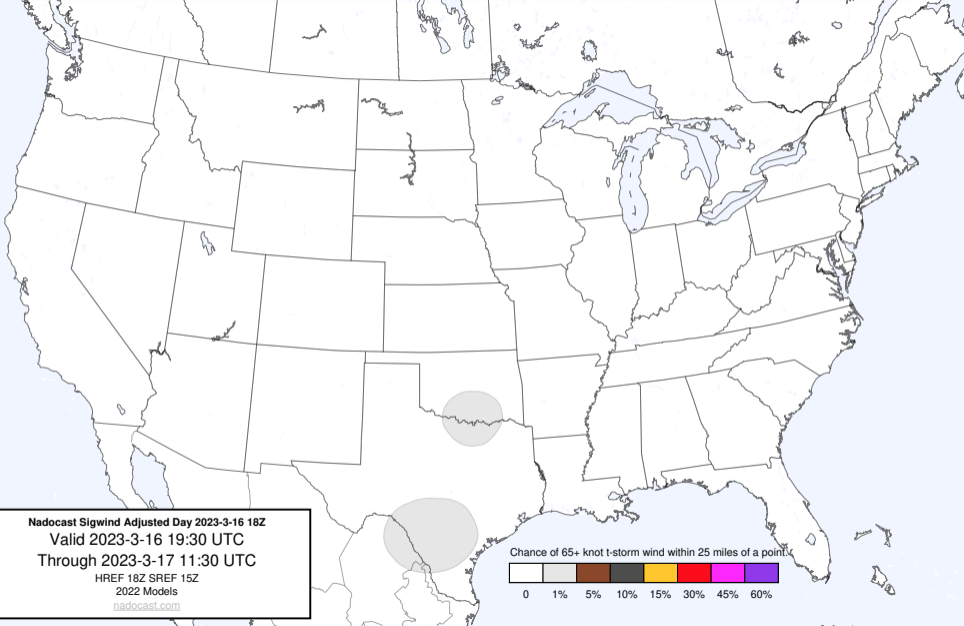 Nadocast Sigwind Adjusted Day 2023-3-16 18Z
Valid 2023-3-16 19:30 UTC
Through 2023-3-17 11:30 UTC
HREF 18Z SREF 15Z
2022 Models
nadocast.com
Chance of 65+ knot t-storm wind within 25 miles of a point.
0 1% 5% 10% 15% 30% 45% 60%